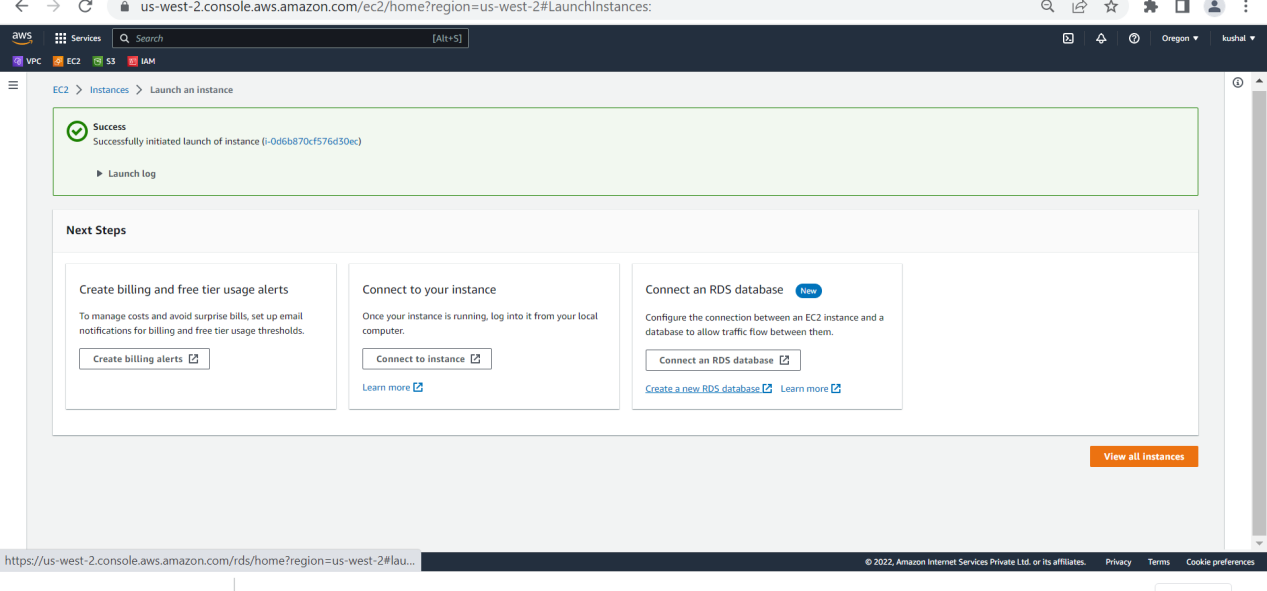 us-west-2.console.aws.amazon.com/ec2/home?region=us-west-2#LaunchInstances:
aws Services Search [Alt+S] Oregon ▼ kushal ▼
VPC EC2 S3 IAM
EC2 > Instances > Launch an instance
Success
Successfully initiated launch of instance (i-0d6b870cf576d30ec)
Launch log
Next Steps
Create billing and free tier usage alerts
To manage costs and avoid surprise bills, set up email
notifications for billing and free tier usage thresholds.
Create billing alerts
Connect to your instance
Once your instance is running, log into it from your local
computer.
Connect to instance
Learn more
Connect an RDS database New
Configure the connection between an EC2 instance and a
database to allow traffic flow between them.
Connect an RDS database
Create a new RDS database Learn more
View all instances
https://us-west-2.console.aws.amazon.com/rds/home?region=us-west-2#lau...
© 2022, Amazon Internet Services Private Ltd. or its affiliates. Privacy Terms Cookie preferences